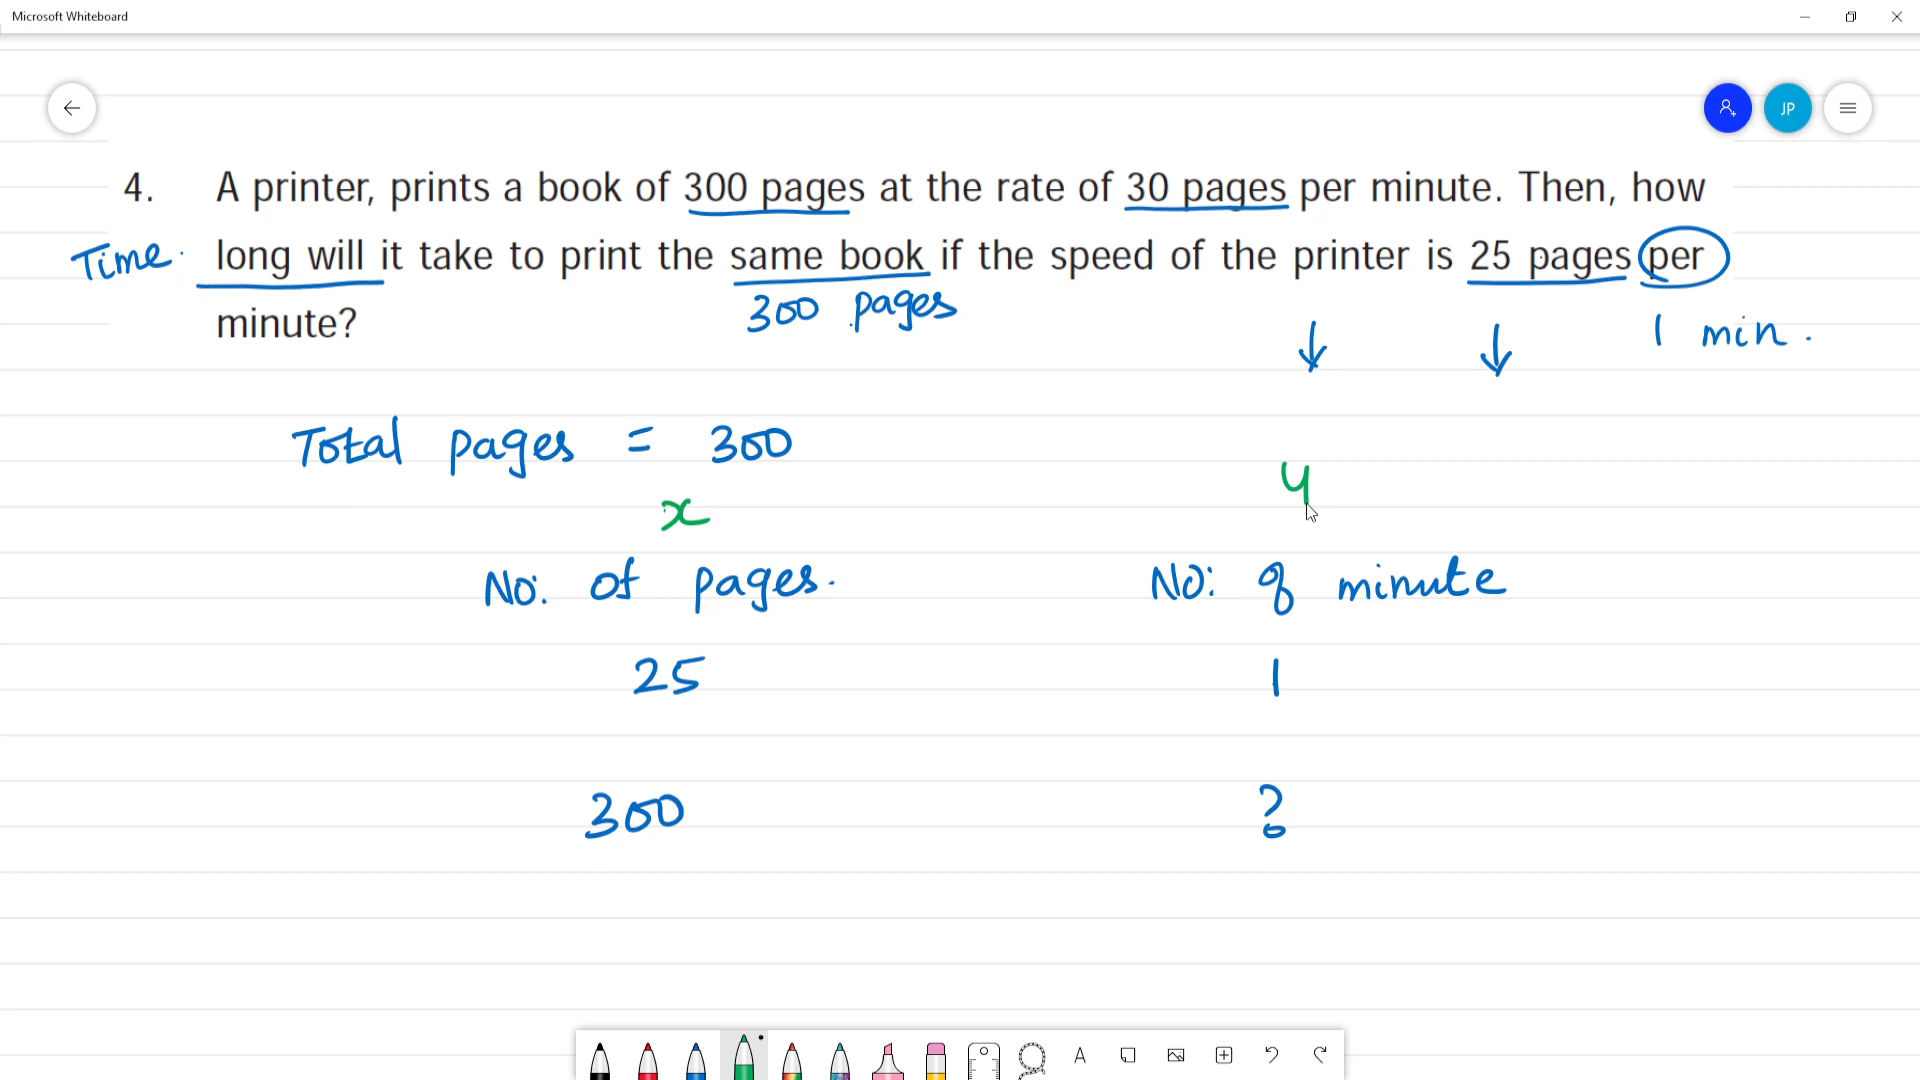 Microsoft Whiteboard
JP
4. A printer, prints a book of 300 pages at the rate of 30 pages per minute. Then, how
Time. long will it take to print the same book if the speed of the printer is 25 pages per
minute? 300 pages 1 min.
Total pages = 300
x y
No: of pages. No: of minute
25 1
300 ?
A